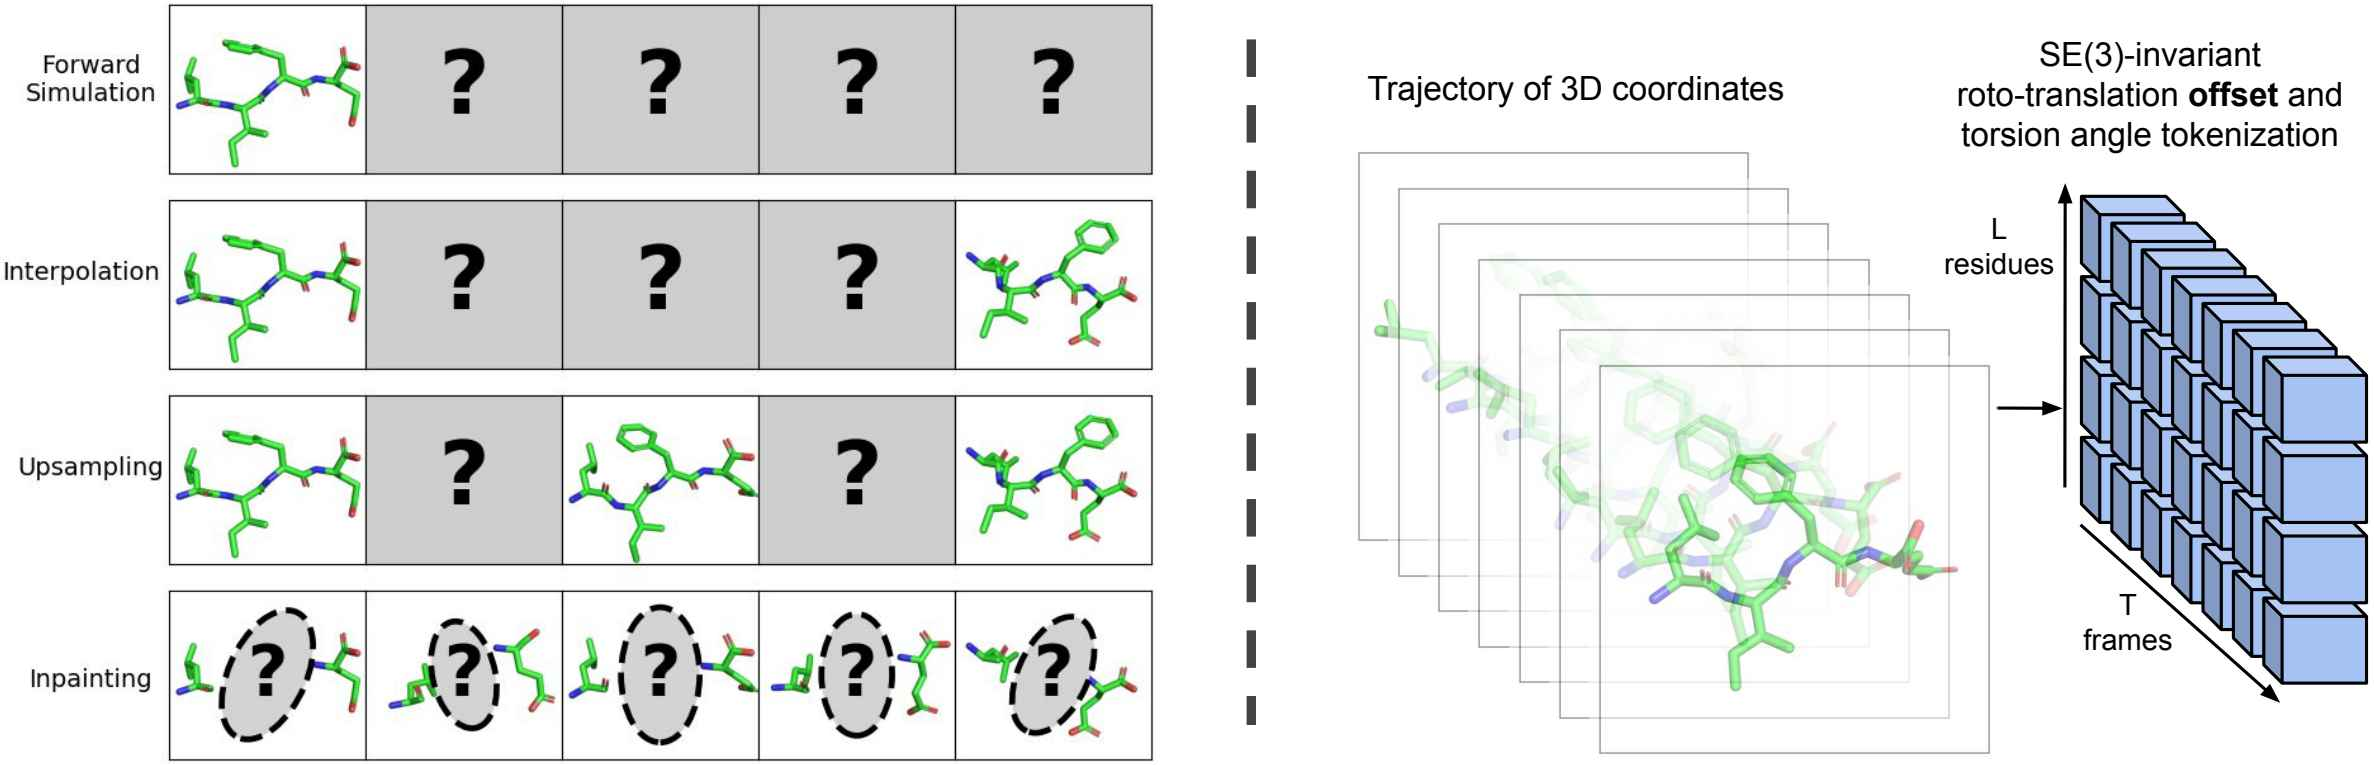 Forward
Simulation
? ? ? ?
Interpolation
? ? ?
Upsampling
? ?
Inpainting
? ? ? ? ?
Trajectory of 3D coordinates
SE(3)-invariant
roto-translation offset and
torsion angle tokenization
L
residues
T
frames